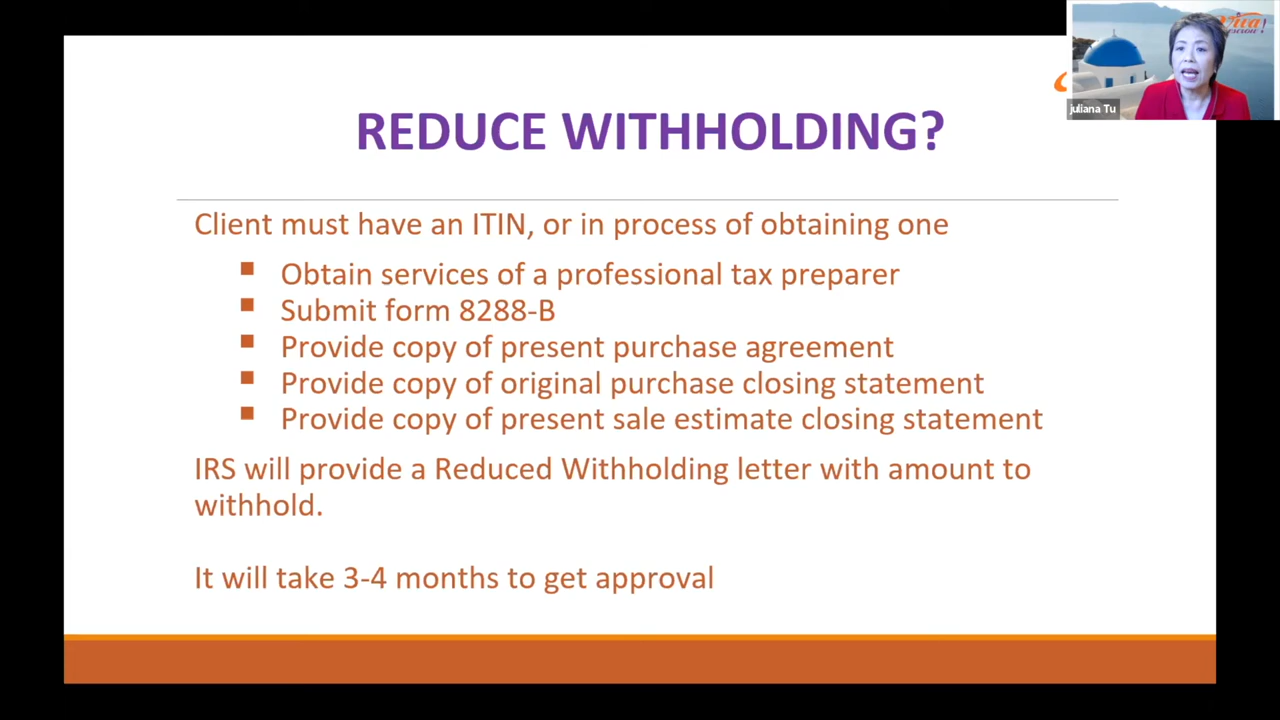 Viva
escrow!
juliana Tu
REDUCE WITHHOLDING?
Client must have an ITIN, or in process of obtaining one
Obtain services of a professional tax preparer
Submit form 8288-B
Provide copy of present purchase agreement
Provide copy of original purchase closing statement
Provide copy of present sale estimate closing statement
IRS will provide a Reduced Withholding letter with amount to
withhold.
It will take 3-4 months to get approval